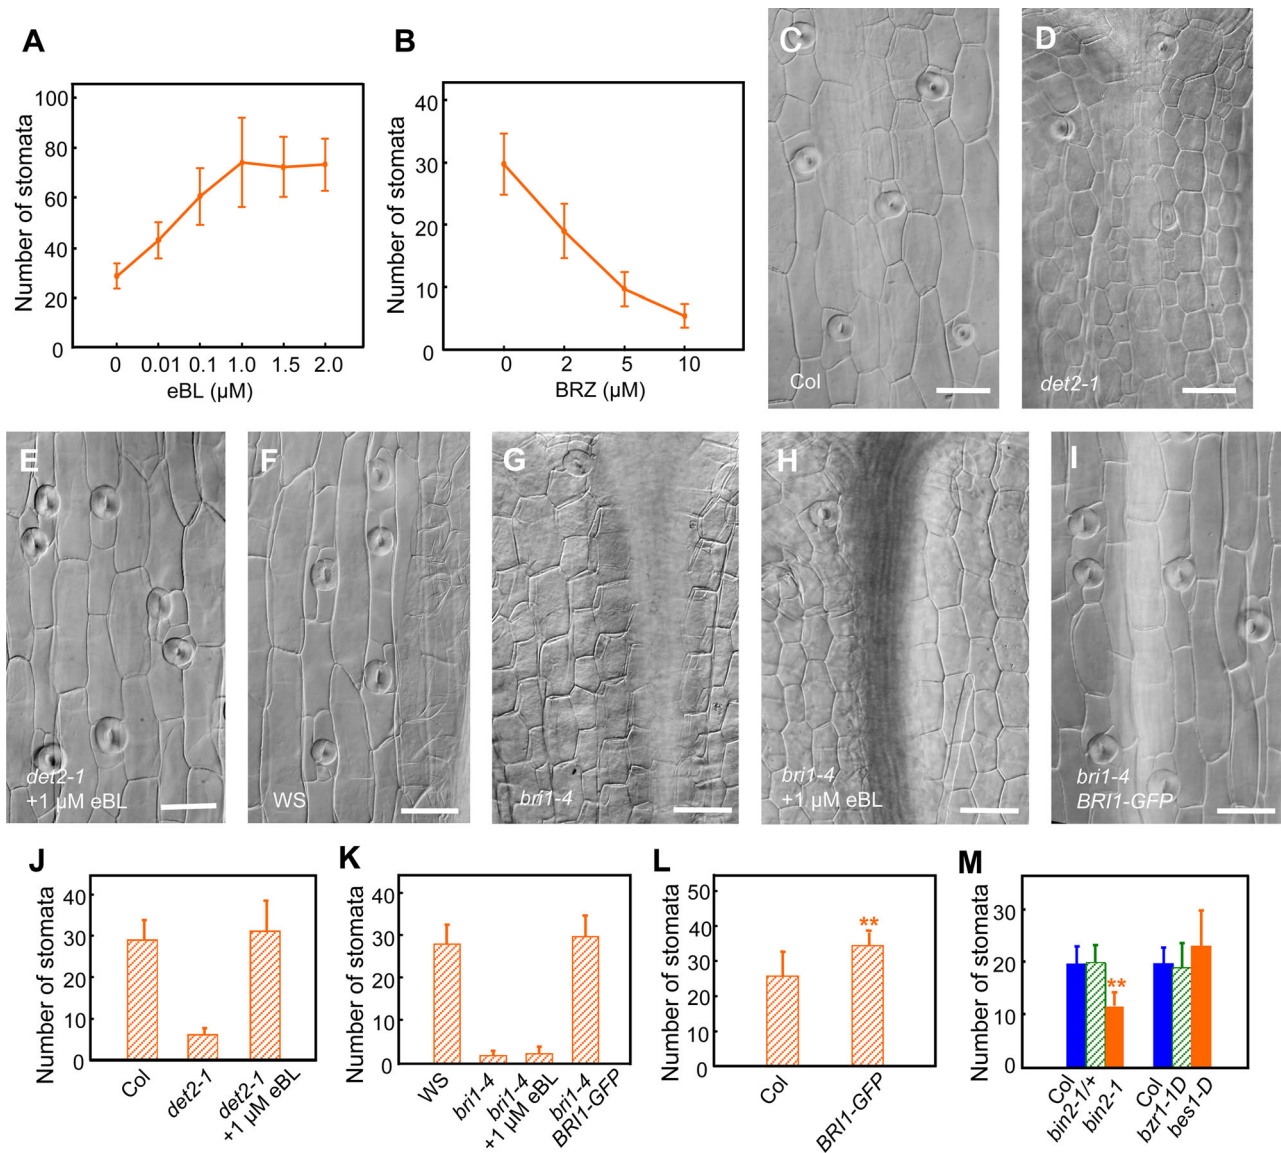 A
Number of stomata
100
80
60
40
20
0
0 0.01 0.1 1.0 1.5 2.0
eBL (µM)
B
Number of stomata
40
30
20
10
0
0 2 5 10
BRZ (µM)
C
Col
D
det2-1
E
det2-1
+1 µM eBL
F
WS
G
bri1-4
H
bri1-4
+1 µM eBL
I
bri1-4
BRI1-GFP
J
Number of stomata
40
30
20
10
0
Col
det2-1
det2-1
+1 µM eBL
K
Number of stomata
40
30
20
10
0
WS
bri1-4
bri1-4
+1 µM eBL
bri1-4
BRI1-GFP
L
Number of stomata
50
40
30
20
10
0
**
Col
BRI1-GFP
M
Number of stomata
30
20
10
0
**
Col
bin2-1/+
bin2-1
Col
bzr1-1D
bes1-D